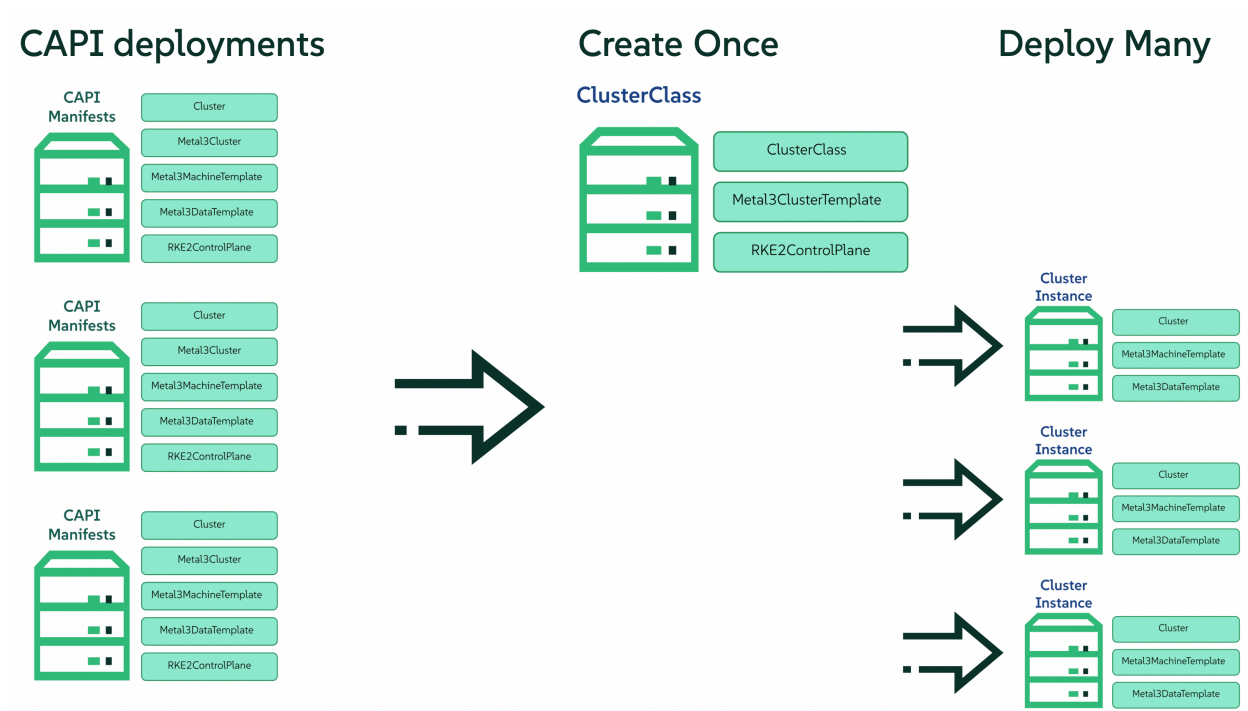 CAPI deployments
CAPI
Manifests
Cluster
Metal3Cluster
Metal3MachineTemplate
Metal3DataTemplate
RKE2ControlPlane
CAPI
Manifests
Cluster
Metal3Cluster
Metal3MachineTemplate
Metal3DataTemplate
RKE2ControlPlane
CAPI
Manifests
Cluster
Metal3Cluster
Metal3MachineTemplate
Metal3DataTemplate
RKE2ControlPlane
Create Once
ClusterClass
ClusterClass
Metal3ClusterTemplate
RKE2ControlPlane
Deploy Many
Cluster
Instance
Cluster
Metal3MachineTemplate
Metal3DataTemplate
Cluster
Instance
Cluster
Metal3MachineTemplate
Metal3DataTemplate
Cluster
Instance
Cluster
Metal3MachineTemplate
Metal3DataTemplate